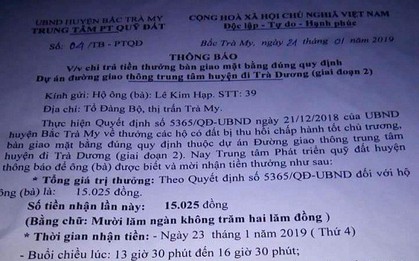 UBND HUYỆN BẮC TRÀ MY
CỘNG HOÀ XÃ HỘI CHỦ NGHĨA VIỆT NAM
TRUNG TÂM PT QUỸ ĐẤT
Độc lập - Tự do - Hạnh phúc
Số: 04 /TB - PTQĐ
Bắc Trà My, ngày 21 tháng 01 năm 2019
THÔNG BÁO
V/v chi trả tiền thưởng bàn giao mặt bằng đúng quy định
Dự án đường giao thông trung tâm huyện đi Trà Dương (giai đoạn 2)
Kính gửi: Hộ ông (bà): Lê Kim Hạp. STT: 39
Địa chỉ: Tổ Đàng Bộ, thị trấn Trà My.
Thực hiện Quyết định số 5365/QĐ-UBND ngày 21/12/2018 của UBND
huyện Bắc Trà My về thưởng các hộ có đất bị thu hồi chấp hành tốt chủ trương,
bàn giao mặt bằng đúng quy định thuộc dự án Đường giao thông trung tâm
huyện đi Trà Dương (giai đoạn 2). Nay Trung tâm Phát triển quỹ đất huyện
thông báo để ông (bà) được biết và mời nhận tiền thưởng như sau:
* Tổng giá trị thưởng: Theo Quyết định số 5365/QĐ-UBND đối với hộ
ông (bà) là: 15.025 đồng.
Số tiền nhận lần này: 15.025 đồng
(Bằng chữ: Mười lăm ngàn không trăm hai lăm đồng )
* Thời gian nhận tiền: - Ngày 23 tháng 1 năm 2019 ( Thứ 4)
- Buổi chiều lúc: 13 giờ 30 phút đến 16 giờ 30 phút;